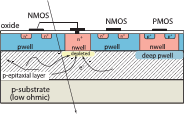 NMOS
oxide
NMOS
PMOS
pwell
n⁺
nwell
pwell
nwell
depleted
deep pwell
p-epitaxial layer
e
e
p-substrate
(low ohmic)